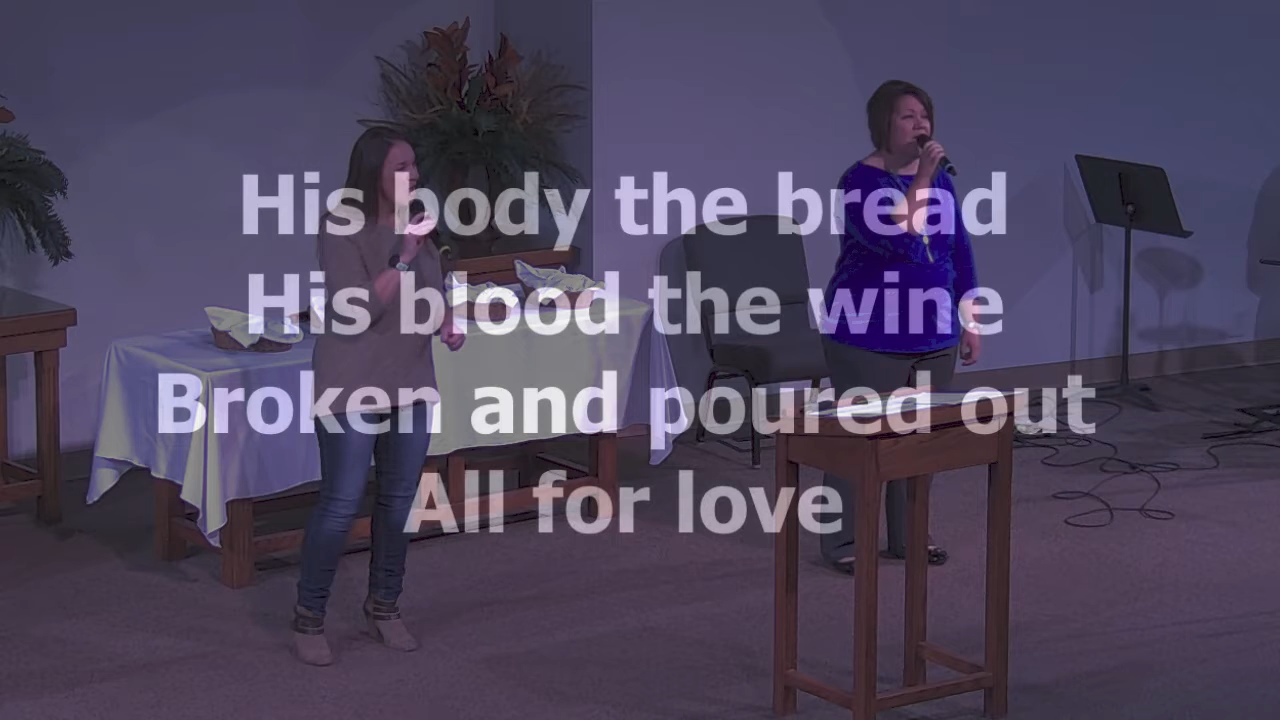 His body the bread
His blood the wine
Broken and poured out
All for love